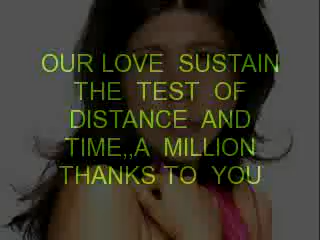 OUR LOVE SUSTAIN
THE TEST OF
DISTANCE AND
TIME,,A MILLION
THANKS TO YOU